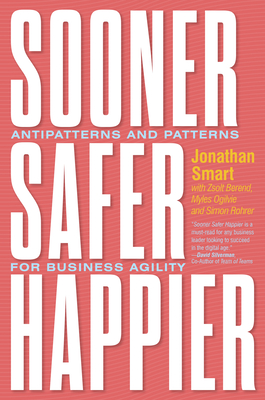 SOONER
ANTIPATTERNS AND PATTERNS
Jonathan
Smart
with Zsolt Berend,
Myles Ogilvie
and Simon Rohrer
SAFER
"Sooner Safer Happier is a
must-read for any business
leader looking to succeed
in the digital age."
—David Silverman,
Co-Author of Team of Teams
FOR BUSINESS AGILITY
HAPPIER